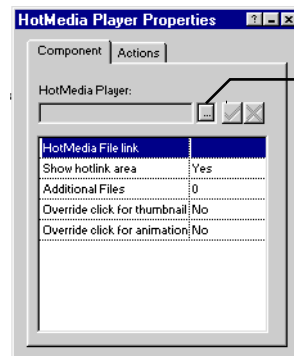 HotMedia Player Properties
Component Actions
HotMedia Player:
...
HotMedia File link
Show hotlink area Yes
Additional Files 0
Override click for thumbnail No
Override click for animation No